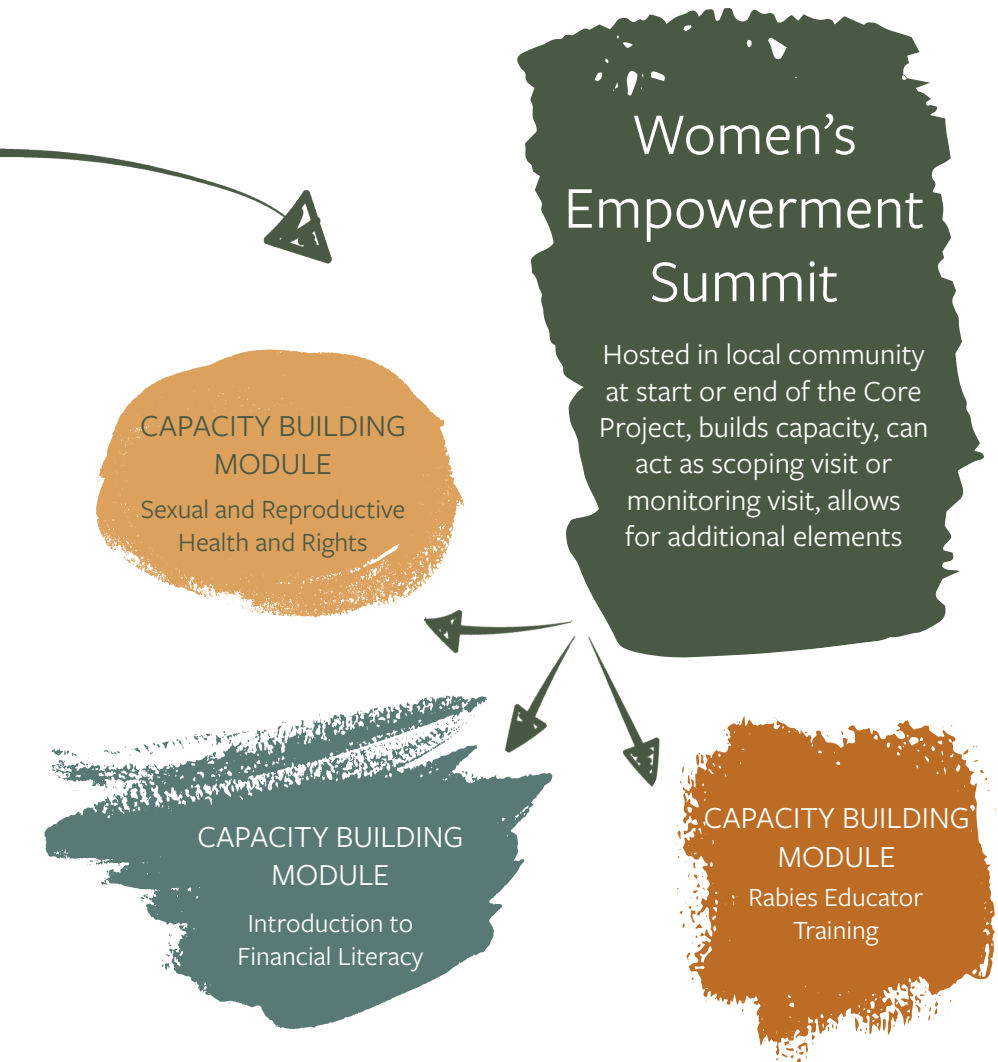 Women’s
Empowerment
Summit
Hosted in local community
at start or end of the Core
Project, builds capacity, can
act as scoping visit or
monitoring visit, allows
for additional elements
CAPACITY BUILDING
MODULE
Sexual and Reproductive
Health and Rights
CAPACITY BUILDING
MODULE
Introduction to
Financial Literacy
CAPACITY BUILDING
MODULE
Rabies Educator
Training